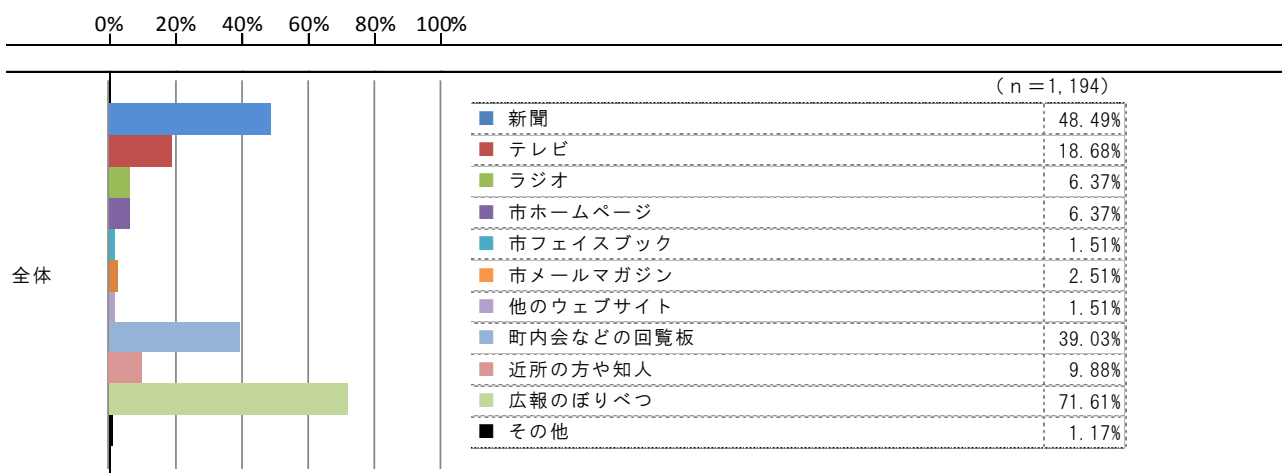 0% 20% 40% 60% 80% 100%
(n=1,194)
新聞 48.49%
テレビ 18.68%
ラジオ 6.37%
市ホームページ 6.37%
市フェイスブック 1.51%
全体
市メールマガジン 2.51%
他のウェブサイト 1.51%
町内会などの回覧板 39.03%
近所の方や知人 9.88%
広報のぼりべつ 71.61%
その他 1.17%